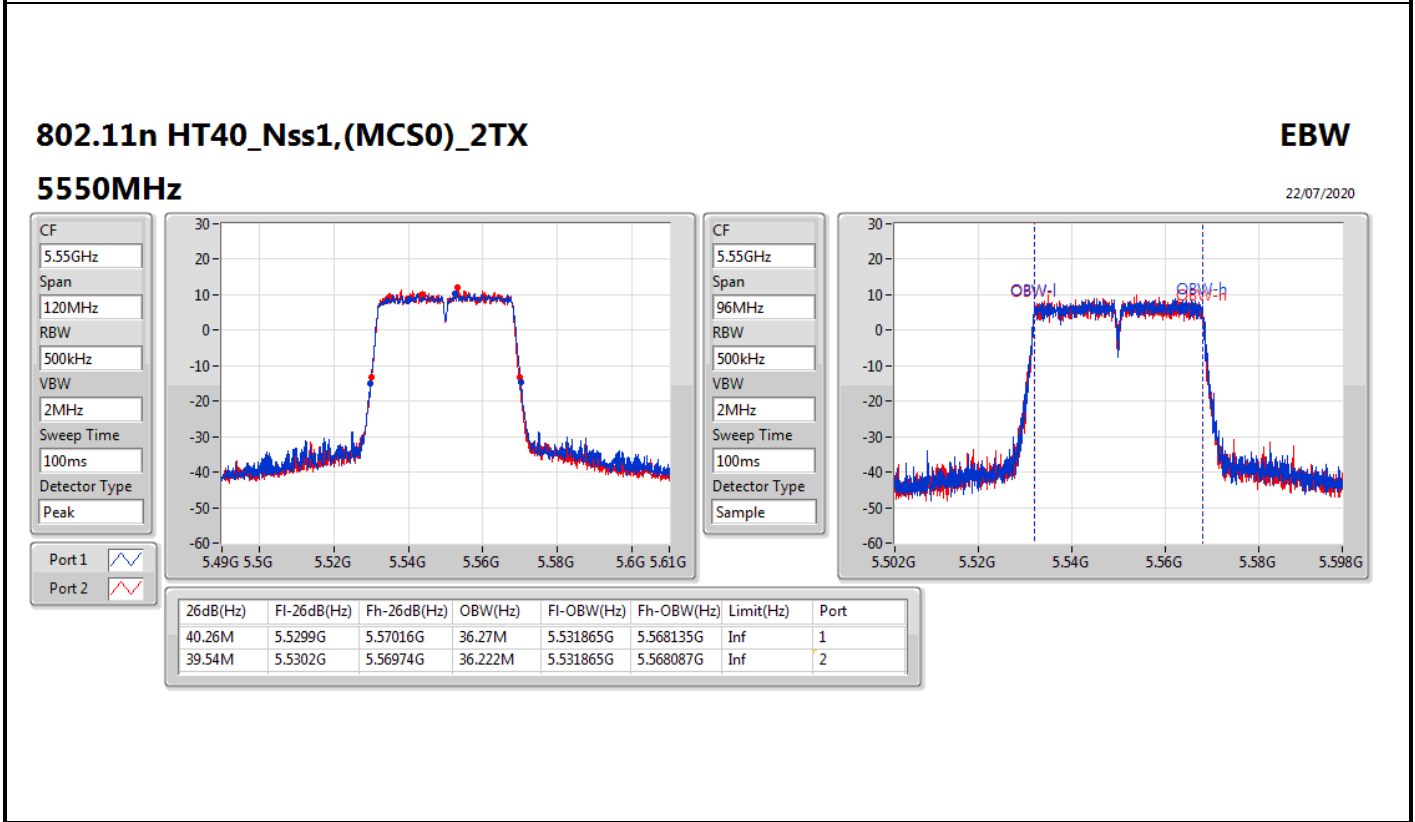 802.11n HT40_Nss1,(MCS0)_2TX EBW
5550MHz 22/07/2020
CF
5.55GHz
Span
120MHz
RBW
500kHz
VBW
2MHz
Sweep Time
100ms
Detector Type
Peak
Port 1
Port 2
30
20
10
0
-10
-20
-30
-40
-50
-60
5.49G 5.5G 5.52G 5.54G 5.56G 5.58G 5.6G 5.61G
CF
5.55GHz
Span
96MHz
RBW
500kHz
VBW
2MHz
Sweep Time
100ms
Detector Type
Sample
30
20
10
0
-10
-20
-30
-40
-50
-60
OBW-l OBW-h
OBW-h
5.502G 5.52G 5.54G 5.56G 5.58G 5.598G
26dB(Hz) Fl-26dB(Hz) Fh-26dB(Hz) OBW(Hz) Fl-OBW(Hz) Fh-OBW(Hz) Limit(Hz) Port
40.26M 5.5299G 5.57016G 36.27M 5.531865G 5.568135G Inf 1
39.54M 5.5302G 5.56974G 36.222M 5.531865G 5.568087G Inf 2